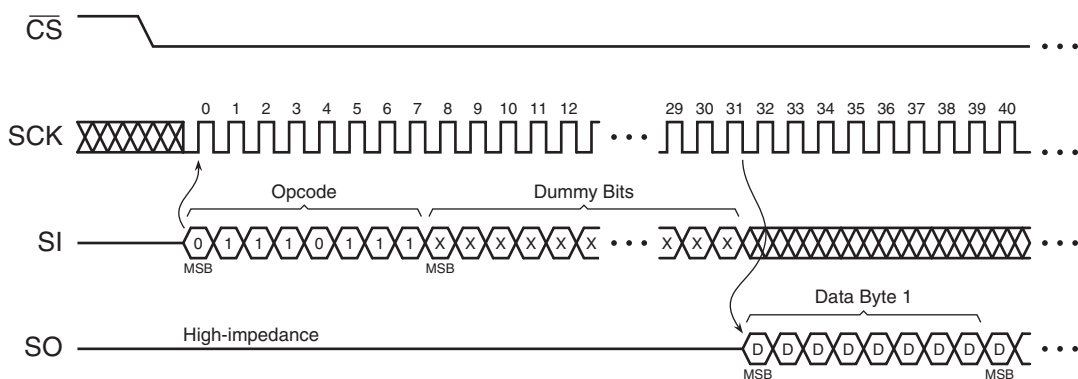 CS
SCK
0 1 2 3 4 5 6 7 8 9 10 11 12 29 30 31 32 33 34 35 36 37 38 39 40
Opcode Dummy Bits
SI
0 1 1 1 0 1 1 1 X X X X X X X X X
MSB MSB
Data Byte 1
SO
High-impedance
D D D D D D D D D
MSB MSB